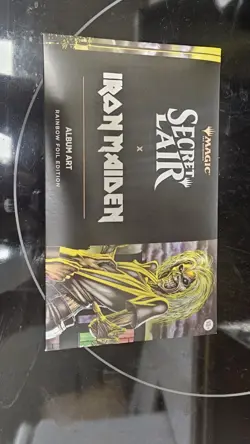 MAGIC
SECRET
LAIR
X
IRON MAIDEN
ALBUM ART
RAINBOW FOIL EDITION